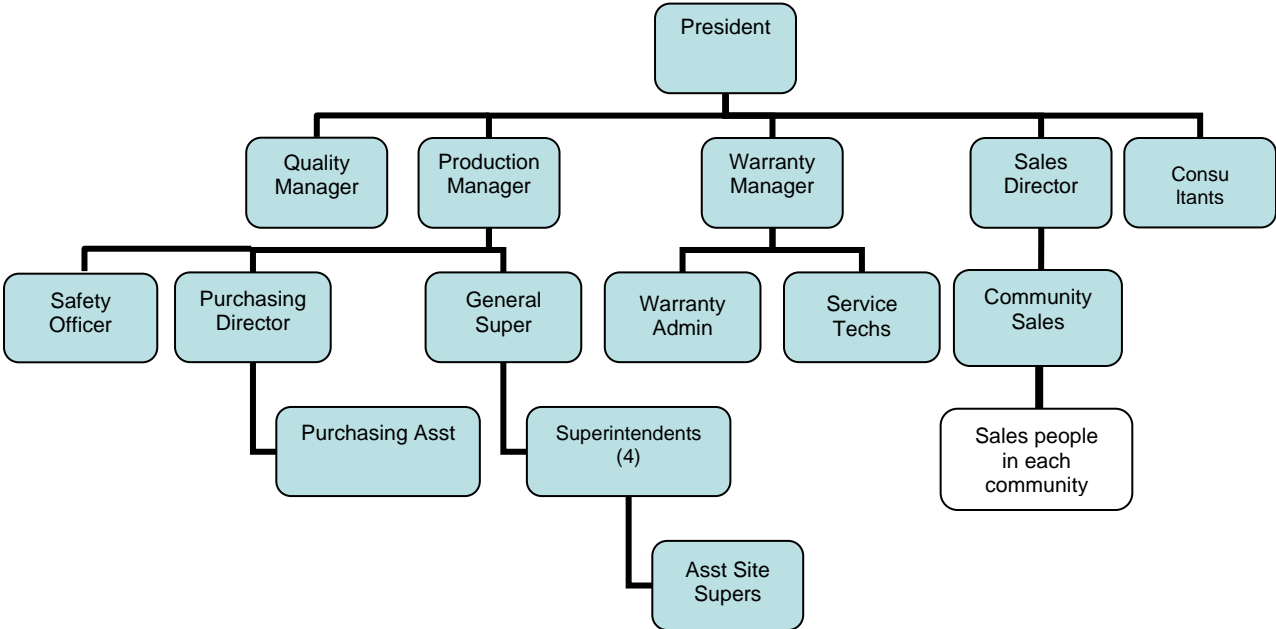 President
Quality
Manager
Production
Manager
Warranty
Manager
Sales
Director
Consu
ltants
Safety
Officer
Purchasing
Director
General
Super
Warranty
Admin
Service
Techs
Community
Sales
Purchasing Asst
Superintendents
(4)
Sales people
in each
community
Asst Site
Supers